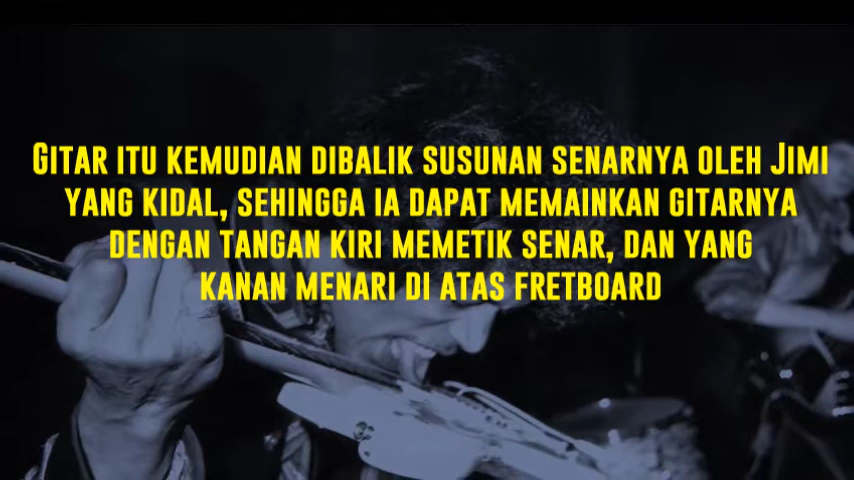 Gitar itu kemudian dibalik susunan senarnya oleh Jimi
yang kidal, sehingga ia dapat memainkan gitarnya
dengan tangan kiri memetik senar, dan yang
kanan menari di atas fretboard